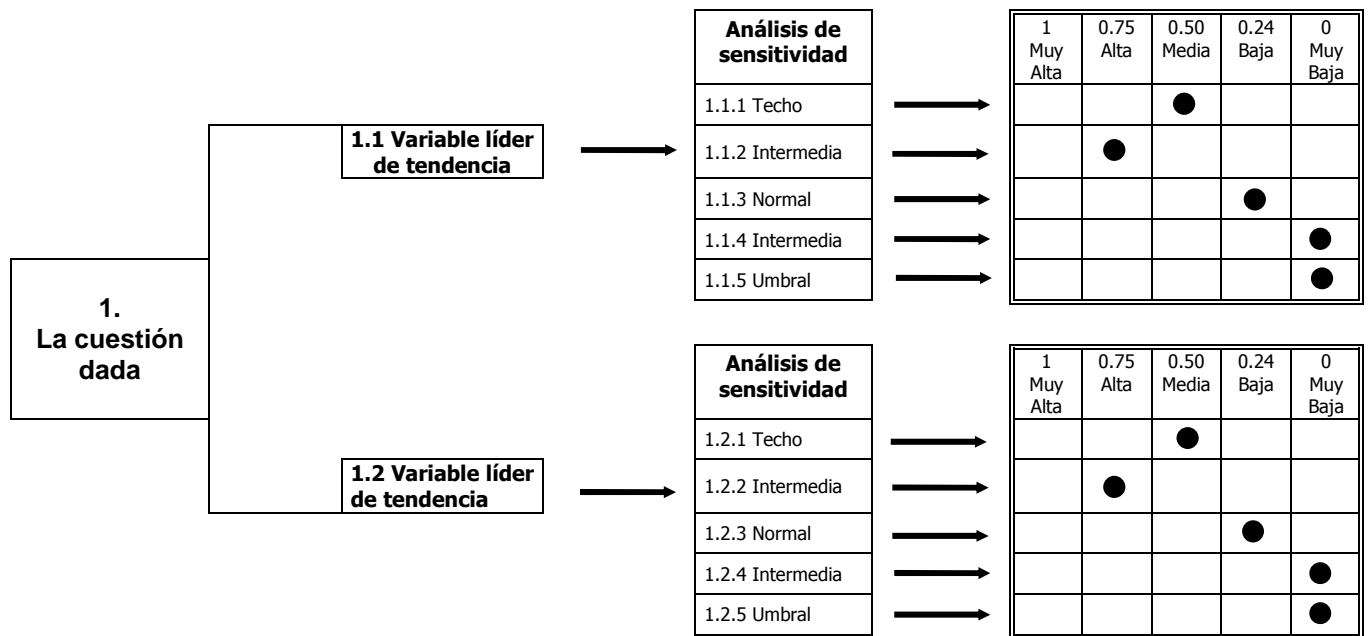 1.
La cuestión
dada
1.1 Variable líder
de tendencia
Análisis de
sensitividad
1.1.1 Techo
1.1.2 Intermedia
1.1.3 Normal
1.1.4 Intermedia
1.1.5 Umbral
1 0.75 0.50 0.24 0
Muy Alta Media Baja Muy
Alta Baja
1.2 Variable líder
de tendencia
Análisis de
sensitividad
1.2.1 Techo
1.2.2 Intermedia
1.2.3 Normal
1.2.4 Intermedia
1.2.5 Umbral
1 0.75 0.50 0.24 0
Muy Alta Media Baja Muy
Alta Baja